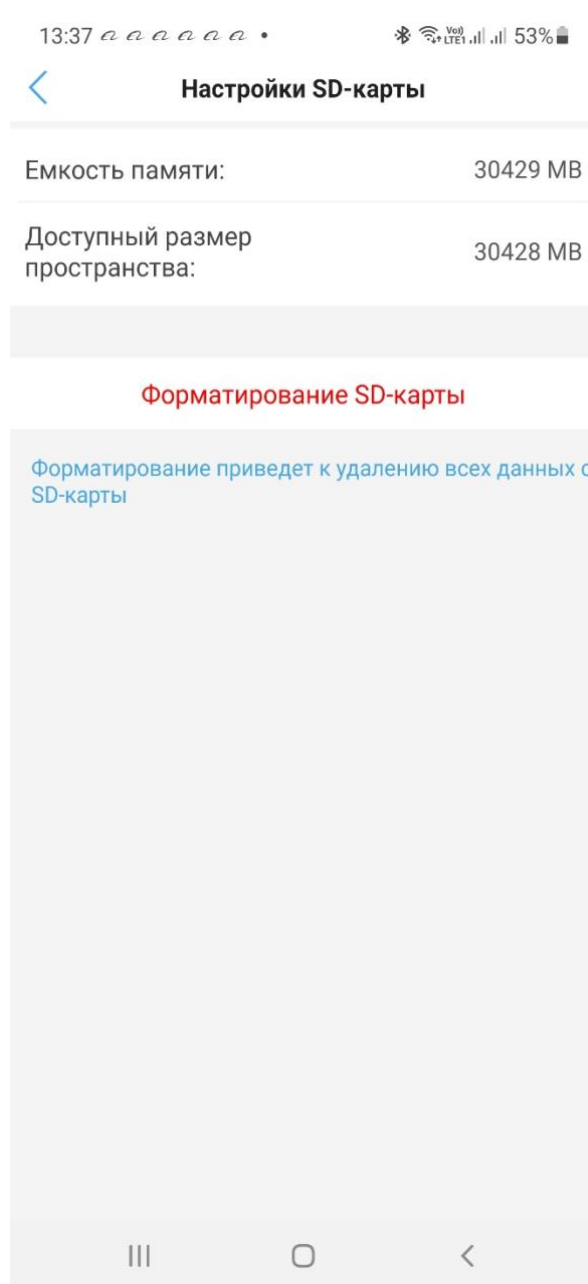 13:37 a a a a a a • VoLTE1 53%
Настройки SD-карты
Емкость памяти: 30429 MB
Доступный размер
пространства: 30428 MB
Форматирование SD-карты
Форматирование приведет к удалению всех данных с
SD-карты